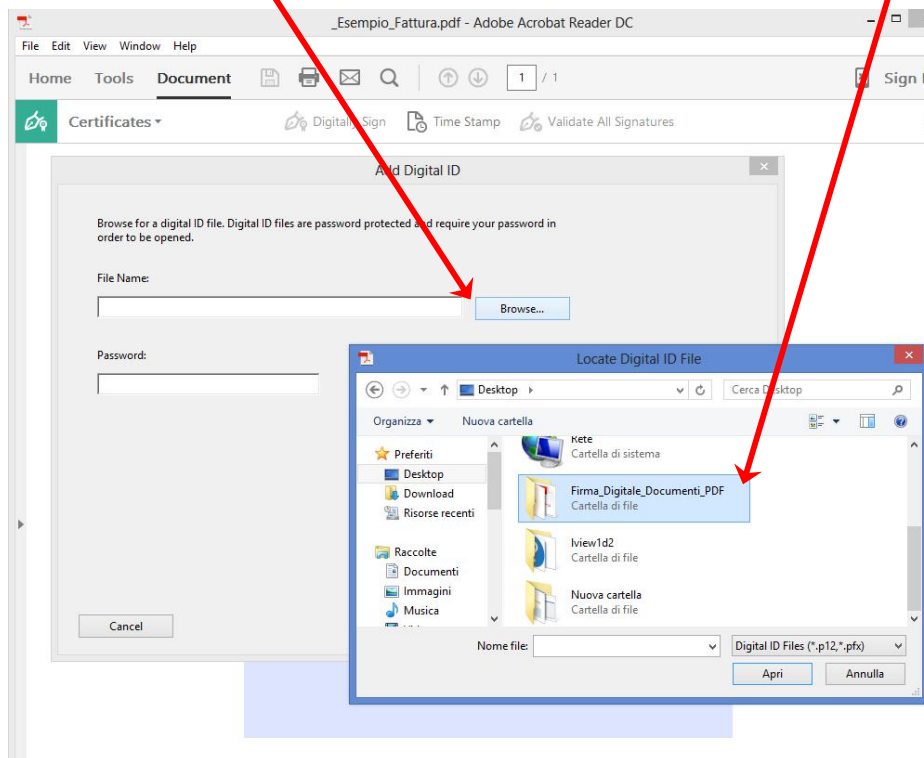 _Esempio_Fattura.pdf - Adobe Acrobat Reader DC
File Edit View Window Help
Home Tools Document 1 / 1 Sign
Certificates Digitally Sign Time Stamp Validate All Signatures
Add Digital ID
Browse for a digital ID file. Digital ID files are password protected and require your password in
order to be opened.
File Name:
Browse...
Password:
Cancel
Locate Digital ID File
Desktop Cerca Desktop
Organizza Nuova cartella
Preferiti
Desktop
Download
Risorse recenti
Raccolte
Documenti
Immagini
Musica
Rete
Cartella di sistema
Firma_Digitale_Documenti_PDF
Cartella di file
Iview1d2
Cartella di file
Nuova cartella
Cartella di file
Nome file: Digital ID Files (*.p12,*.pfx)
Apri Annulla